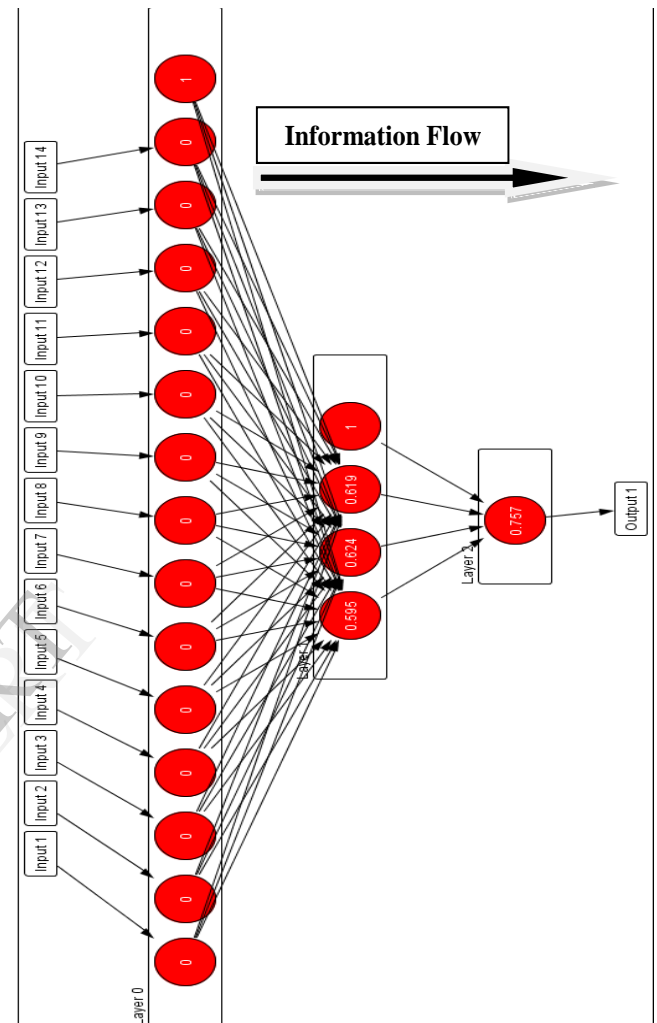 Information Flow
Input 14
Input 13
Input 12
Input 11
Input 10
Input 9
Input 8
Input 7
Input 6
Input 5
Input 4
Input 3
Input 2
Input 1
1
0
0
0
0
0
0
0
0
0
0
0
0
0
0
Layer 0
1
0.619
0.624
0.595
Layer
0.757
Layer 2
Output 1